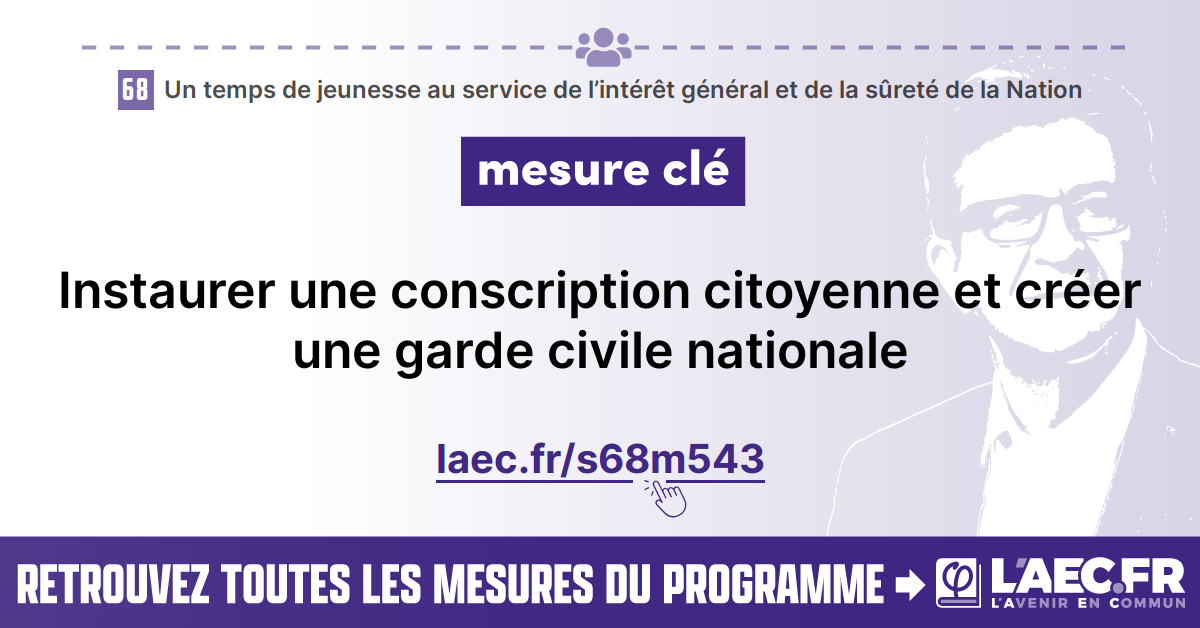 68 Un temps de jeunesse au service de l’intérêt général et de la sûreté de la Nation
mesure clé
Instaurer une conscription citoyenne et créer
une garde civile nationale
laec.fr/s68m543
RETROUVEZ TOUTES LES MESURES DU PROGRAMME
φ L'AEC.FR
L'AVENIR EN COMMUN